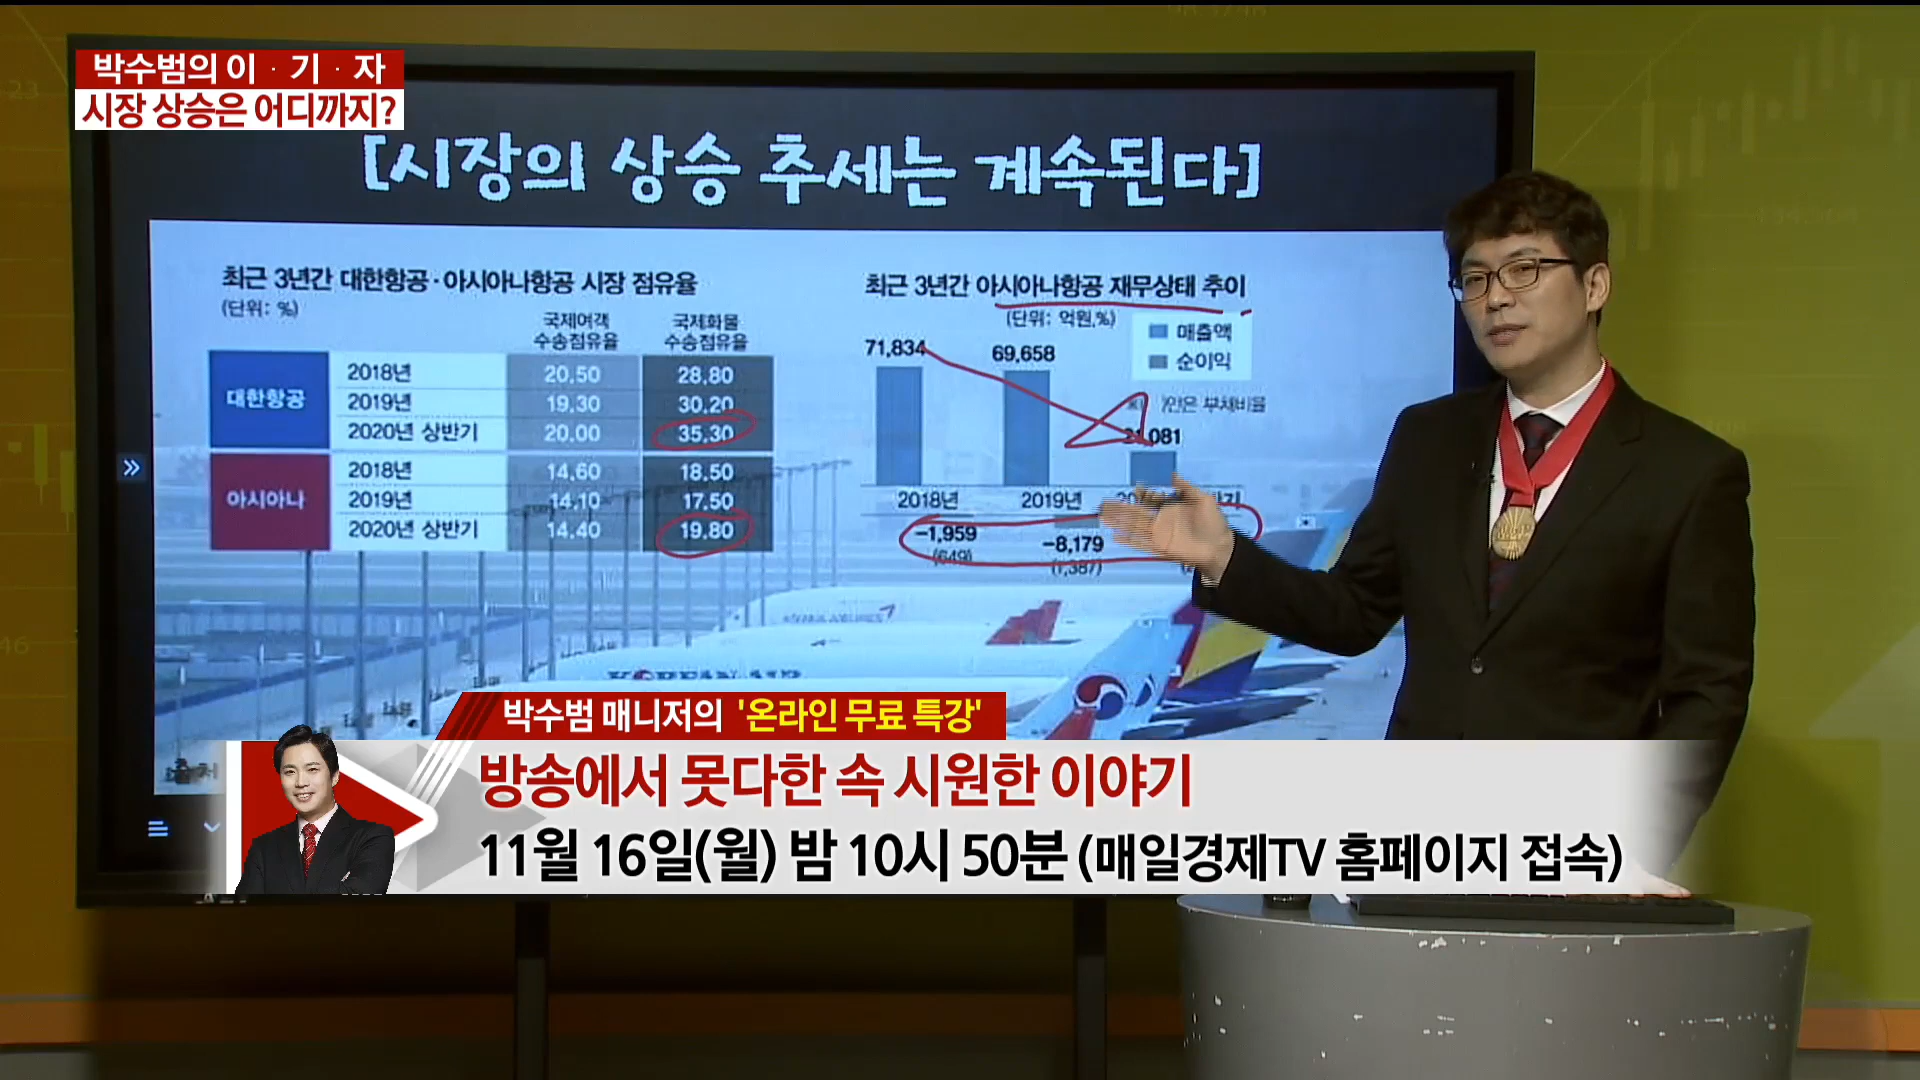 박수범의 이 · 기 · 자
시장 상승은 어디까지?
[시장의 상승 추세는 계속된다]
최근 3년간 대한항공·아시아나항공 시장 점유율
(단위: %)
국제여객 수송점유율
국제화물 수송점유율
대한항공
2018년 20.50 28.80
2019년 19.30 30.20
2020년 상반기 20.00 35.30
아시아나
2018년 14.60 18.50
2019년 14.10 17.50
2020년 상반기 14.40 19.80
최근 3년간 아시아나항공 재무상태 추이
(단위: 억원,%)
매출액
순이익
)안은 부채비율
71,834 69,658
081
2018년 2019년
-1,959 -8,179
(649) (1,387)
KOREAN AIR
박수범 매니저의 '온라인 무료 특강'
방송에서 못다한 속 시원한 이야기
11월 16일(월) 밤 10시 50분 (매일경제TV 홈페이지 접속)